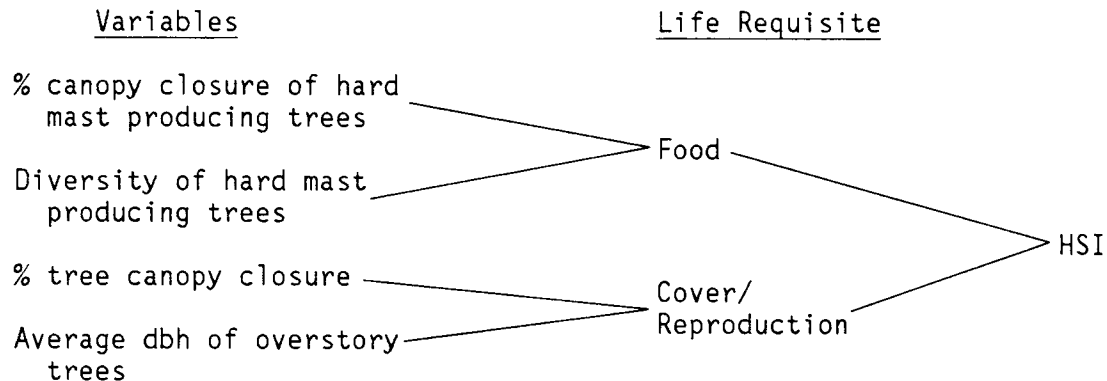 Variables
Life Requisite
% canopy closure of hard
mast producing trees
Diversity of hard mast
producing trees
Food
% tree canopy closure
Average dbh of overstory
trees
Cover/
Reproduction
HSI